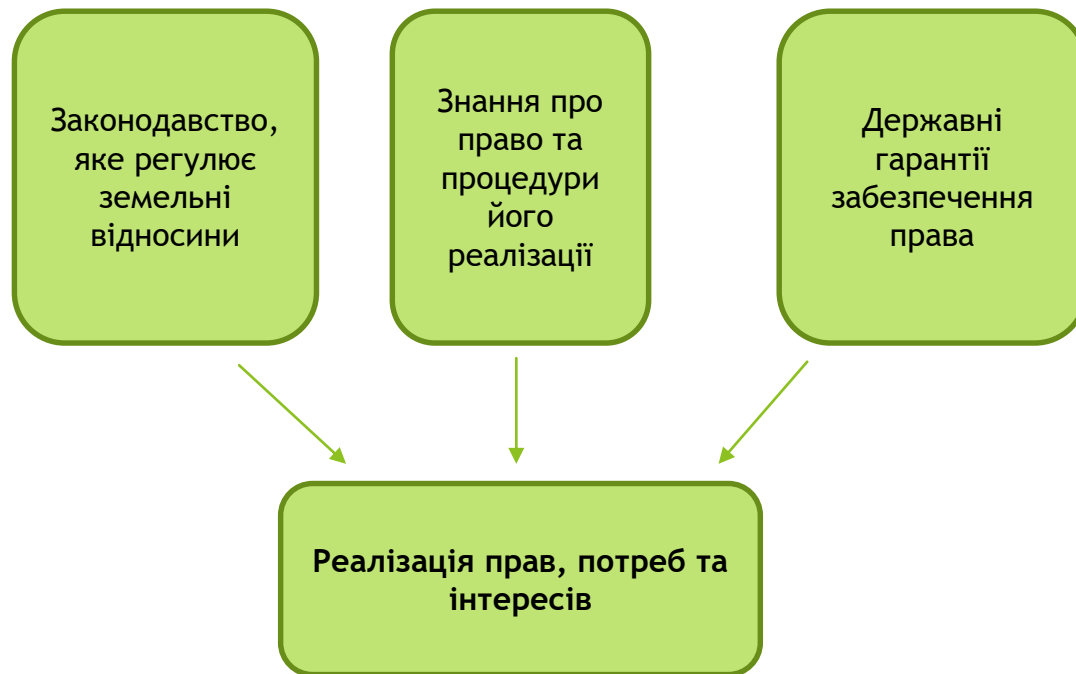 Законодавство,
яке регулює
земельні
відносини
Знання про
право та
процедури
його
реалізації
Державні
гарантії
забезпечення
права
Реалізація прав, потреб та
інтересів